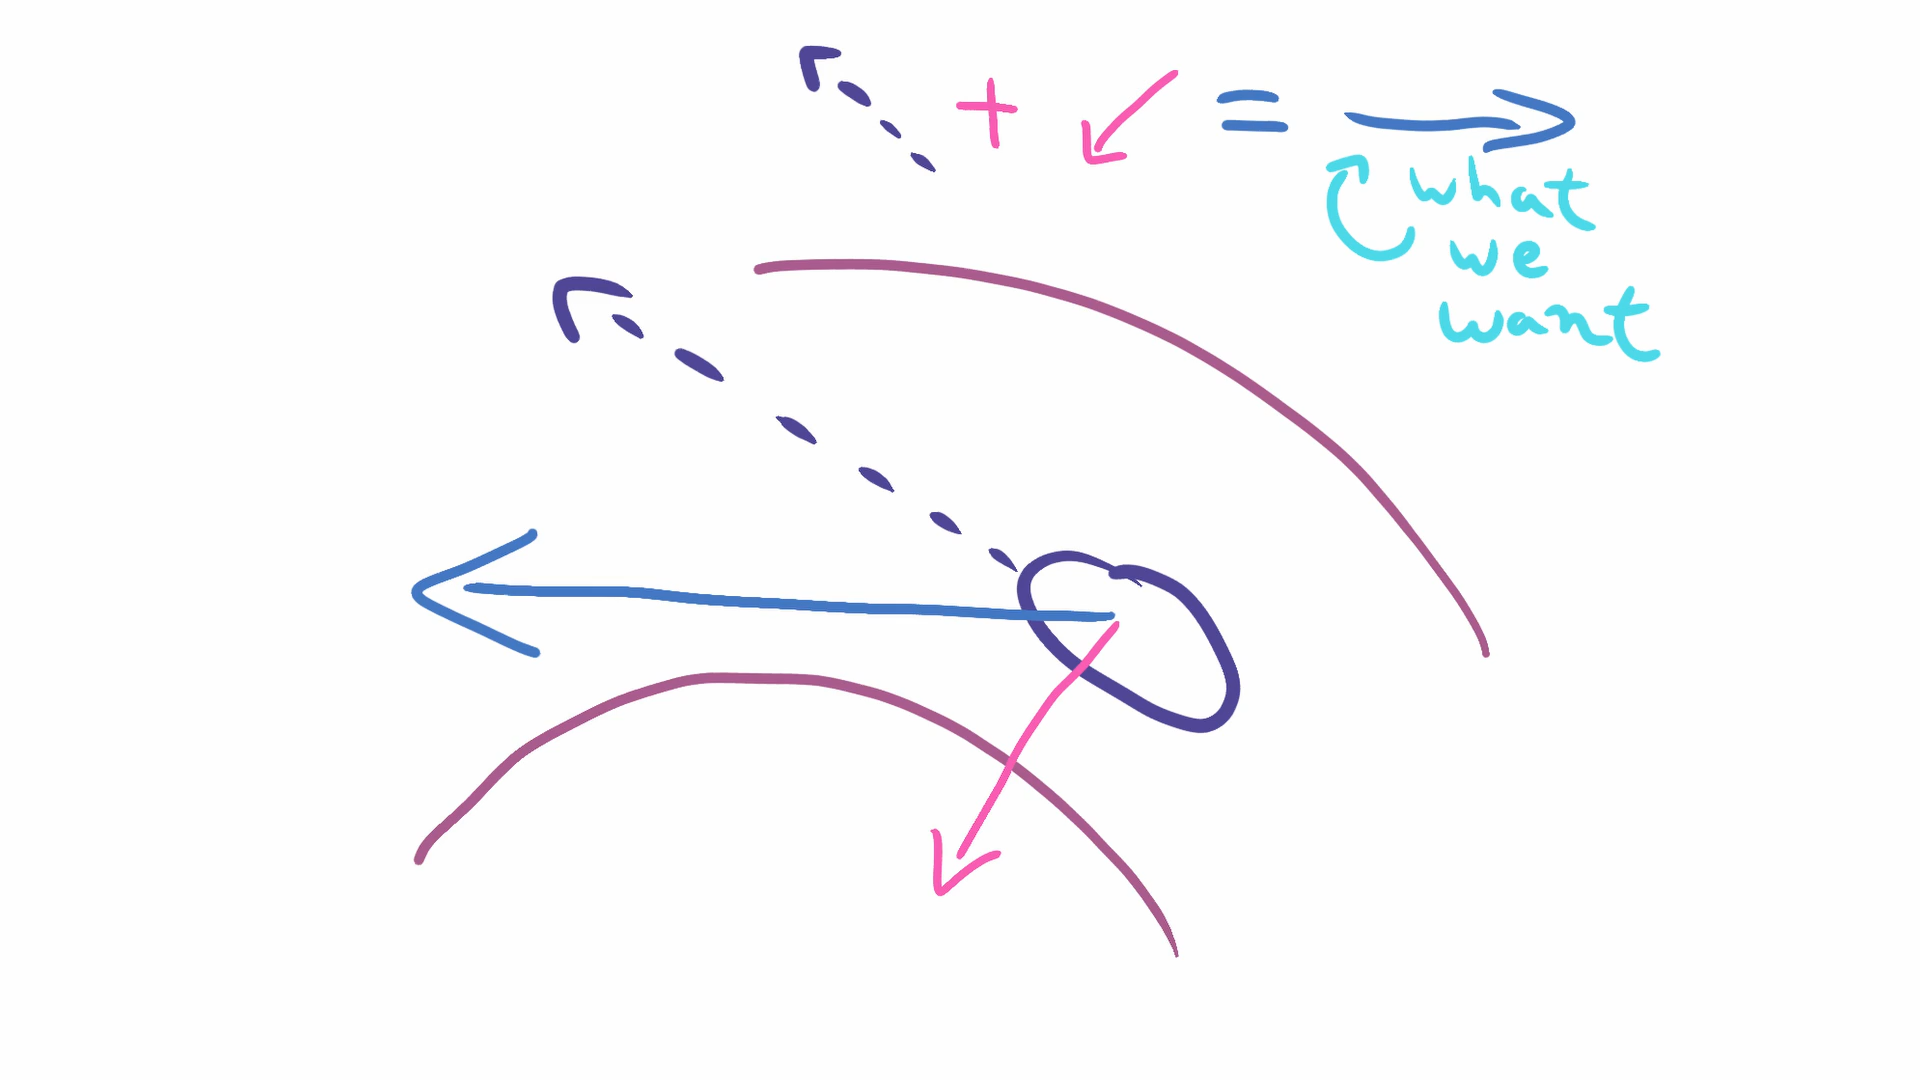 + =
what
we
want